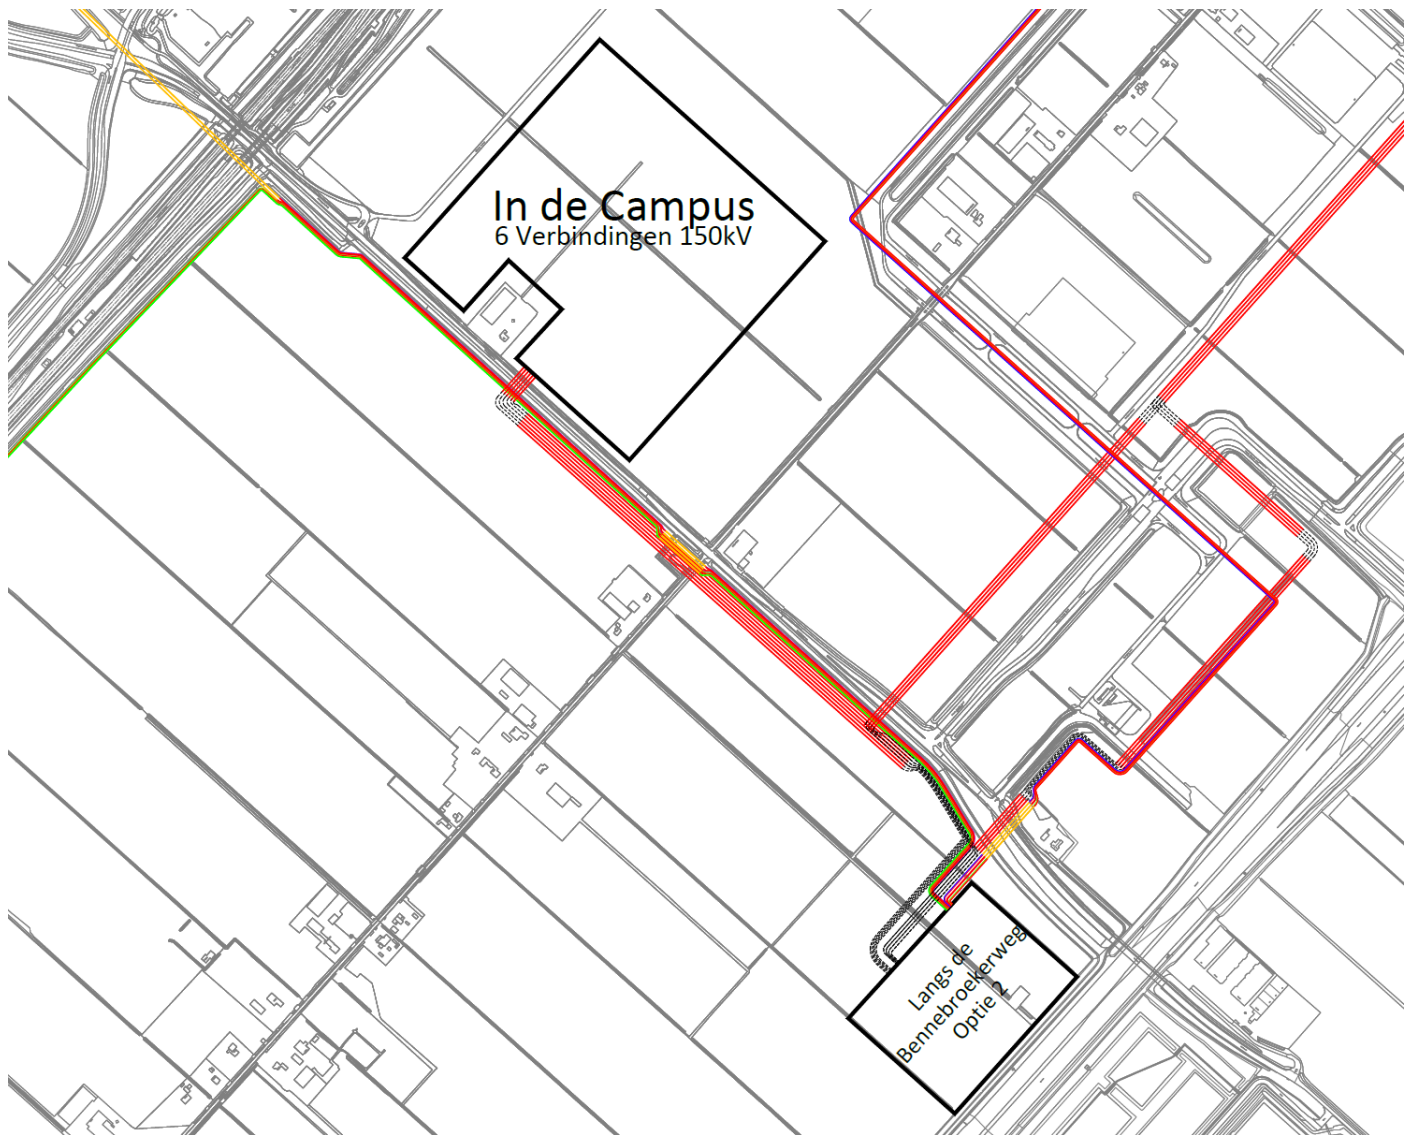 In de Campus
6 Verbindingen 150kV
Langs de
Bennebroekerweg
Optie 2